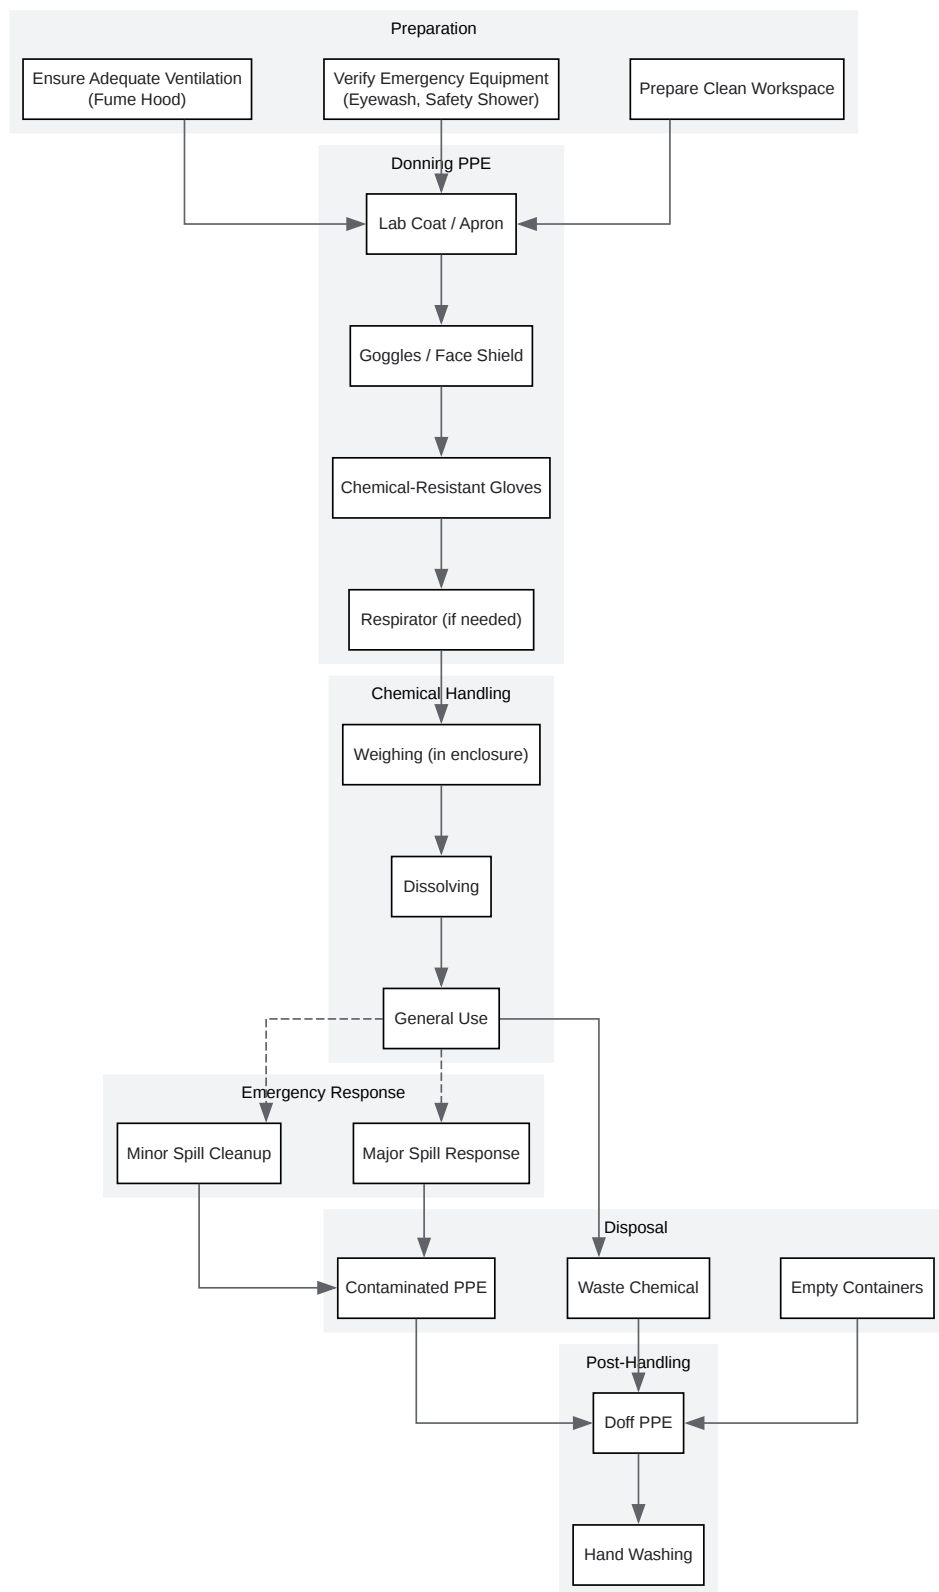 Preparation
Ensure Adequate Ventilation
(Fume Hood)
Verify Emergency Equipment
(Eyewash, Safety Shower)
Prepare Clean Workspace
Donning PPE
Lab Coat / Apron
Goggles / Face Shield
Chemical-Resistant Gloves
Respirator (if needed)
Chemical Handling
Weighing (in enclosure)
Dissolving
General Use
Emergency Response
Minor Spill Cleanup
Major Spill Response
Disposal
Contaminated PPE
Waste Chemical
Empty Containers
Post-Handling
Doff PPE
Hand Washing